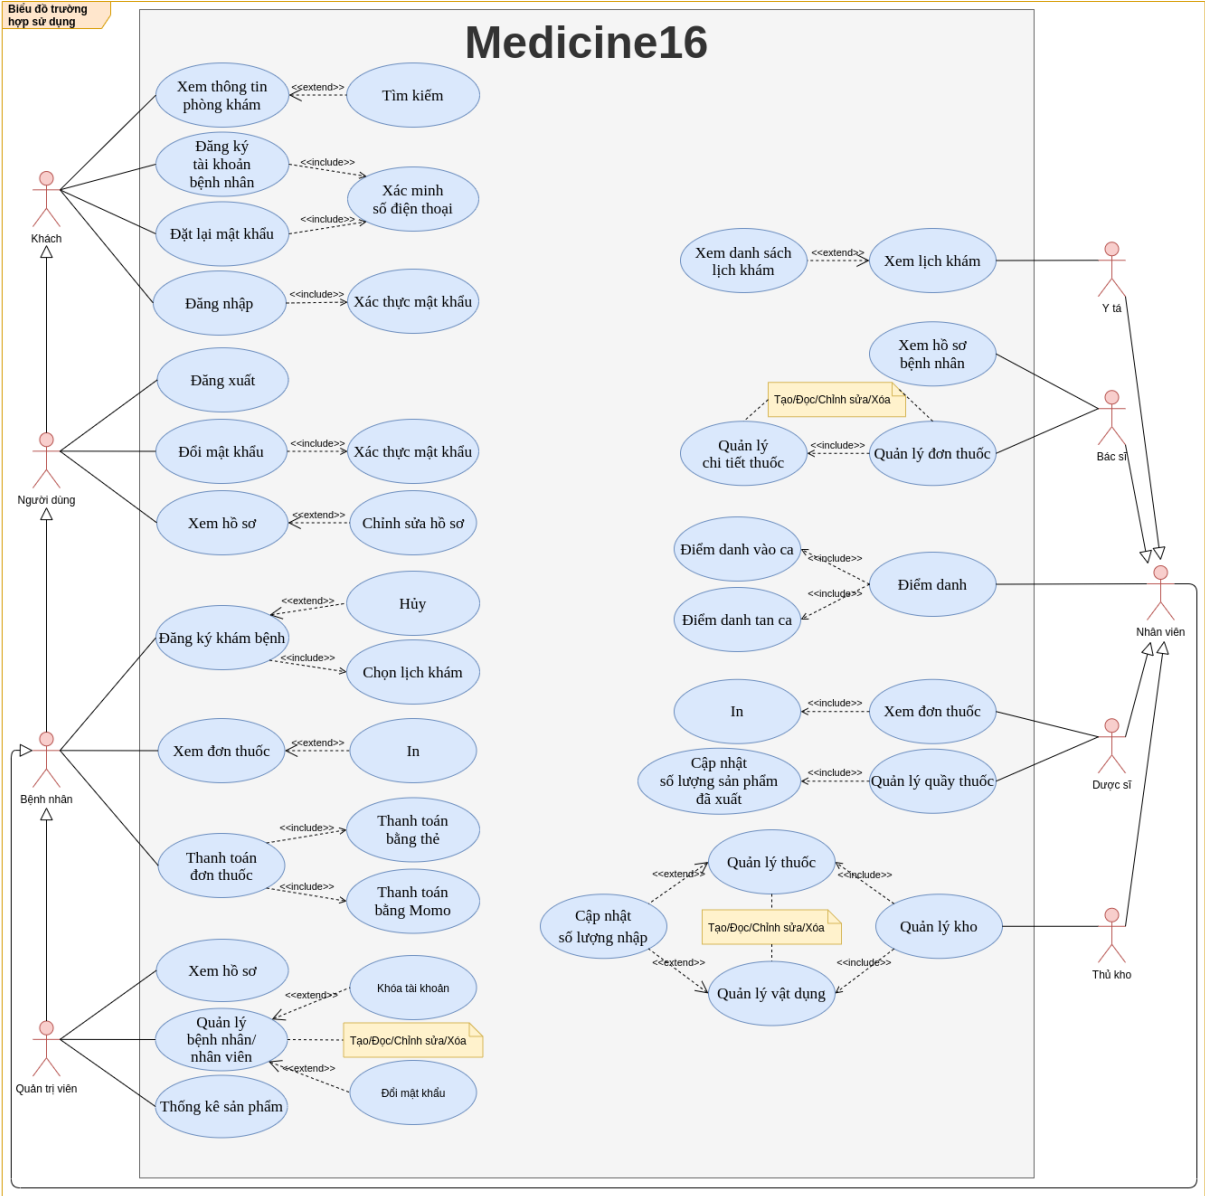 Biểu đồ trường
hợp sử dụng
Medicine16
Xem thông tin
phòng khám
<<extend>>
Tìm kiếm
Đăng ký
tài khoản
bệnh nhân
<<include>>
Xác minh
số điện thoại
<<include>>
Đặt lại mật khẩu
Khách
Đăng nhập
<<include>>
Xác thực mật khẩu
Đăng xuất
Đổi mật khẩu
<<include>>
Xác thực mật khẩu
Người dùng
Xem hồ sơ
<<extend>>
Chỉnh sửa hồ sơ
<<extend>>
Hủy
Đăng ký khám bệnh
<<include>>
Chọn lịch khám
Xem đơn thuốc
<<extend>>
In
Bệnh nhân
<<include>>
Thanh toán
bằng thẻ
Thanh toán
đơn thuốc
<<include>>
Thanh toán
bằng Momo
Xem hồ sơ
<<extend>>
Khóa tài khoản
Quản lý
bệnh nhân/
nhân viên
Tạo/Đọc/Chỉnh sửa/Xóa
<<extend>>
Đổi mật khẩu
Quản trị viên
Thống kê sản phẩm
Xem danh sách
lịch khám
<<extend>>
Xem lịch khám
Y tá
Xem hồ sơ
bệnh nhân
Tạo/Đọc/Chỉnh sửa/Xóa
Quản lý
chi tiết thuốc
<<include>>
Quản lý đơn thuốc
Bác sĩ
Điểm danh vào ca
<<include>>
Điểm danh
<<include>>
Điểm danh tan ca
Nhân viên
In
<<include>>
Xem đơn thuốc
Cập nhật
số lượng sản phẩm
đã xuất
<<include>>
Quản lý quầy thuốc
Dược sĩ
Quản lý thuốc
<<extend>>
<<include>>
Cập nhật
số lượng nhập
Tạo/Đọc/Chỉnh sửa/Xóa
Quản lý kho
<<extend>>
<<include>>
Quản lý vật dụng
Thủ kho